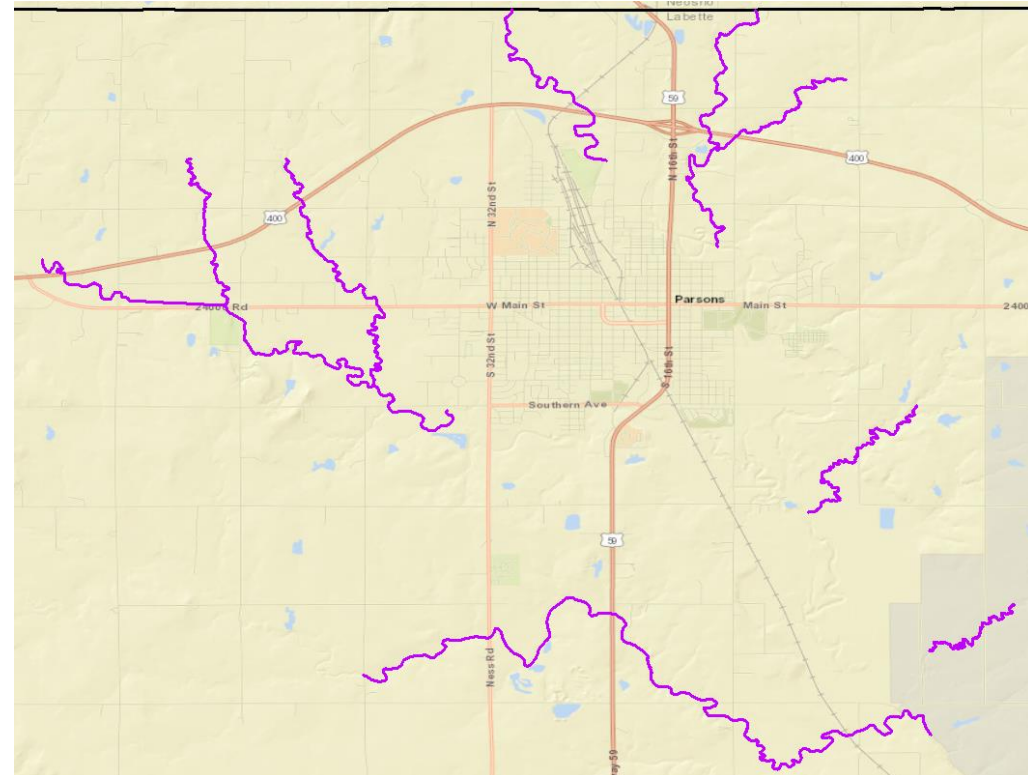 Neosho
Labette
59
400
N 16th St
N 32nd St
400
2400 Rd
W Main St
Parsons
Main St
2400
S 32nd St
S 16th St
Southern Ave
59
Ness Rd
ay 59